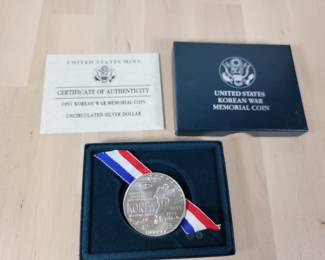 UNITED STATES MINT
CERTIFICATE OF AUTHENTICITY
1991 KOREAN WAR MEMORIAL COIN
UNCIRCULATED SILVER DOLLAR
UNITED STATES
KOREAN WAR
MEMORIAL COIN
KOREA